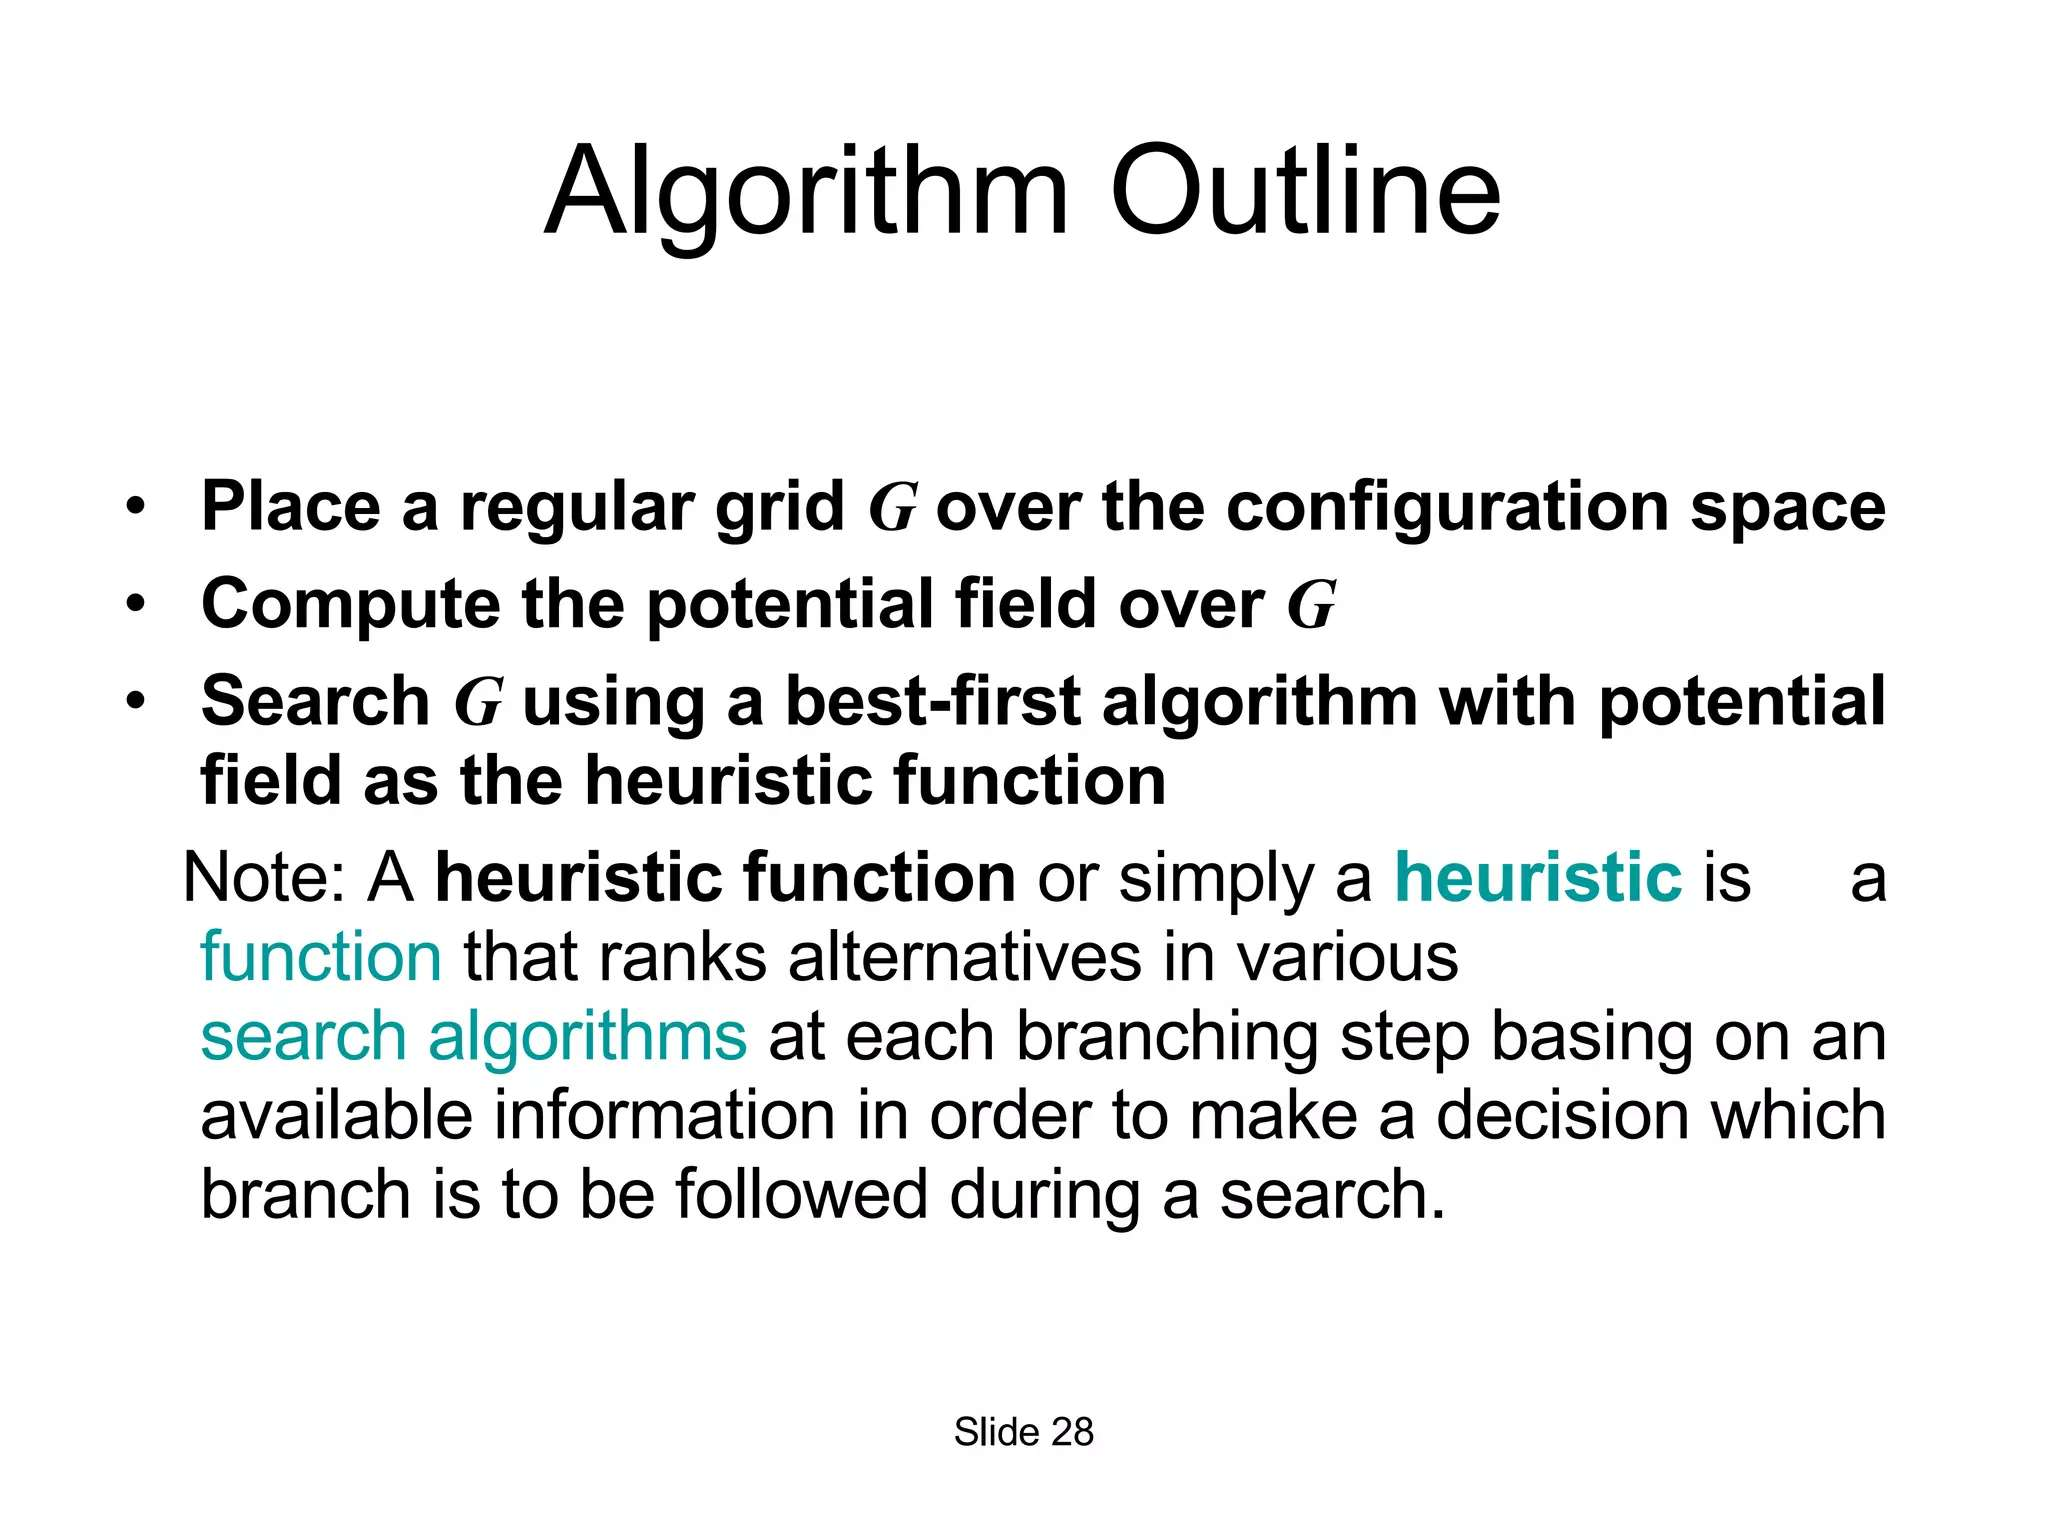 Algorithm Outline
• Place a regular grid G over the configuration space
• Compute the potential field over G
• Search G using a best-first algorithm with potential
field as the heuristic function
Note: A heuristic function or simply a heuristic is a
function that ranks alternatives in various
search algorithms at each branching step basing on an
available information in order to make a decision which
branch is to be followed during a search.
Slide 28